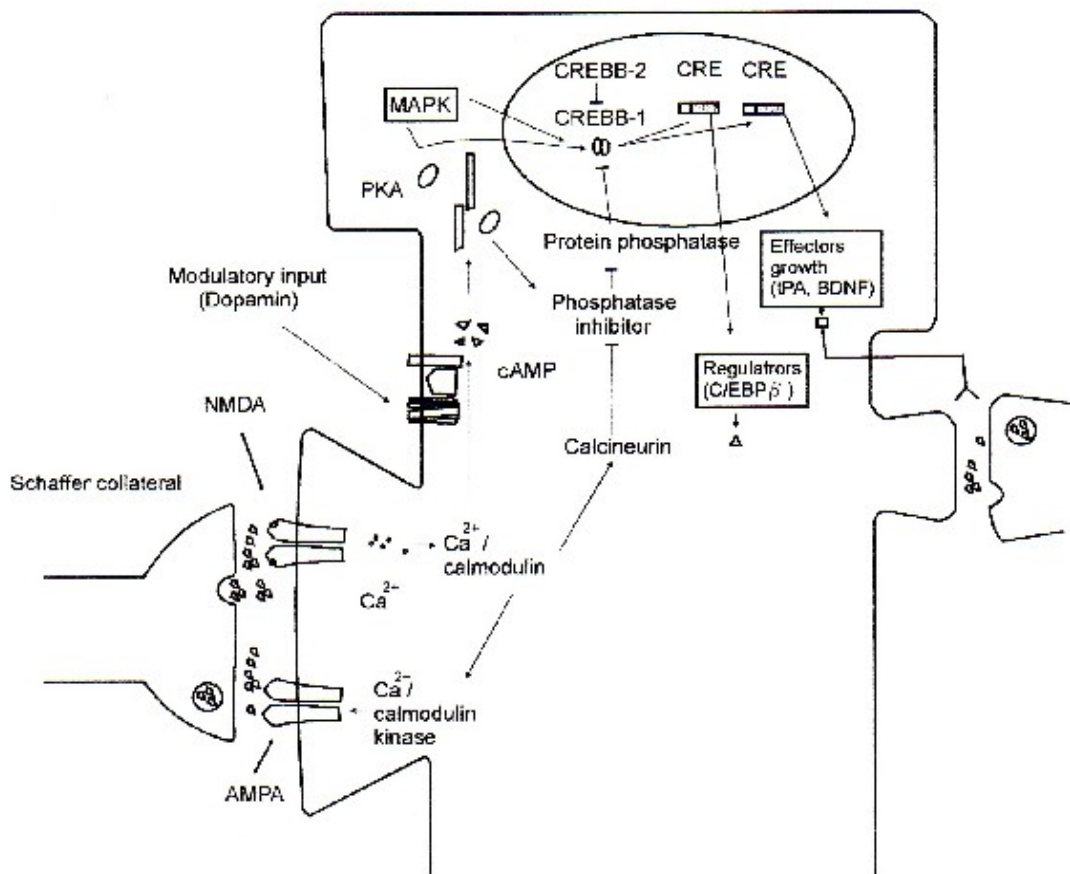 CREBB-2
CRE
CRE
MAPK
CREBB-1
PKA
Protein phosphatase
Effectors
growth
(tPA, BDNF)
Modulatory input
(Dopamin)
Phosphatase
inhibitor
cAMP
Regulatrors
(C/EBPβ )
NMDA
Calcineurin
Schaffer collateral
Ca2+/
calmodulin
Ca2+
Ca2+/
calmodulin
kinase
AMPA